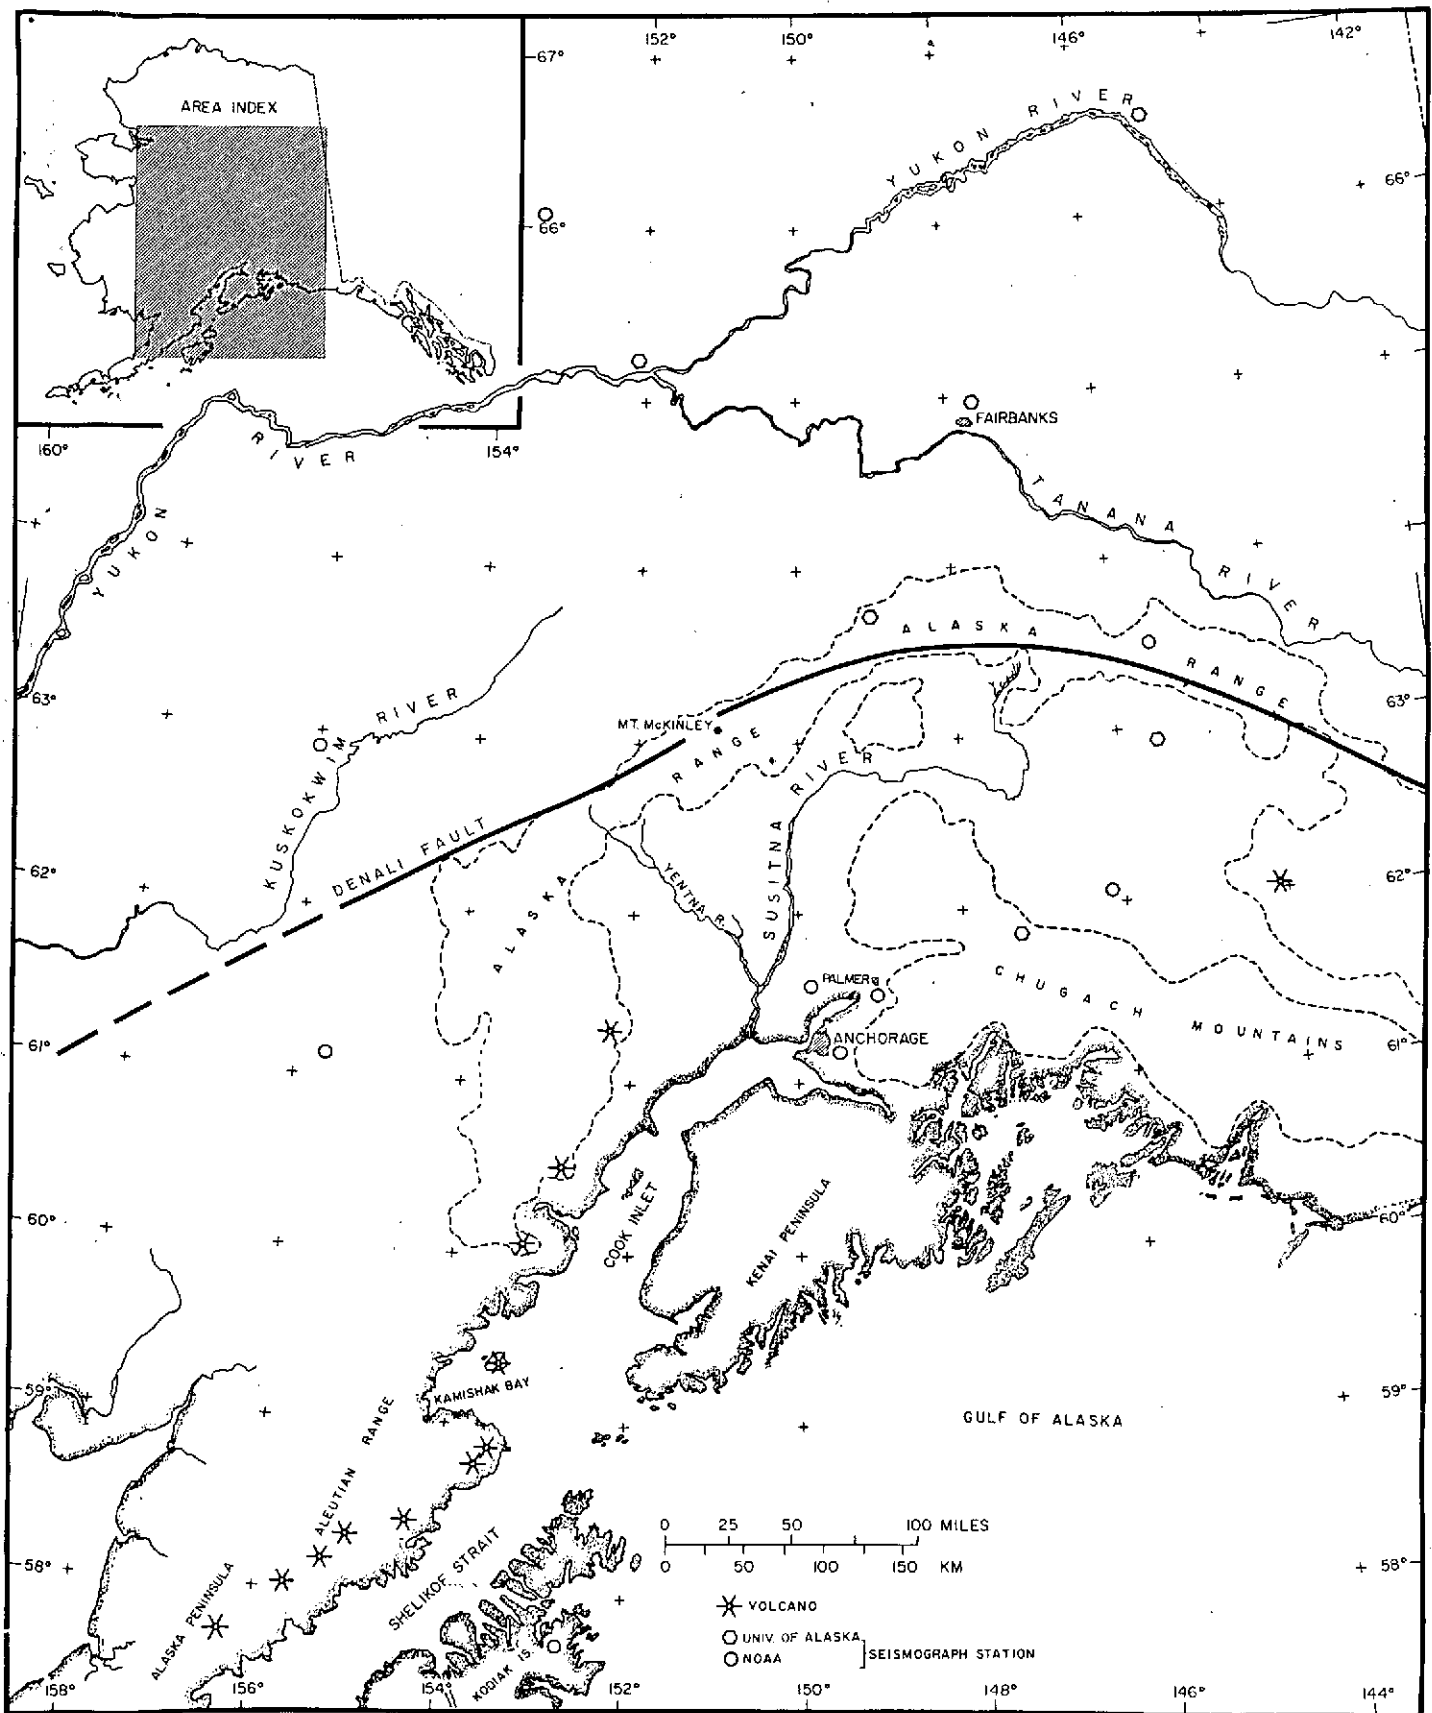 152° 150° 146° 142°
67°
AREA INDEX
YUKON RIVER
66°
66°
FAIRBANKS
160° 154°
RIVER
YUKON
TANANA RIVER
ALASKA RANGE
63°
63°
KUSKOKWIM RIVER
MT. McKINLEY
RANGE
SUSITNA RIVER
DENALI FAULT
62°
62°
ALASKA
YENTNA R.
PALMER
CHUGACH MOUNTAINS
ANCHORAGE
61°
61°
60°
60°
COOK INLET
KENAI PENINSULA
59°
59°
KAMISHAK BAY
GULF OF ALASKA
ALEUTIAN RANGE
0 25 50 100 MILES
50 100 150 KM
58°
58°
SHELIKOF STRAIT
ALASKA PENINSULA
VOLCANO
UNIV. OF ALASKA
NOAA
SEISMOGRAPH STATION
KODIAK IS.
158° 156° 154° 152° 150° 148° 146° 144°